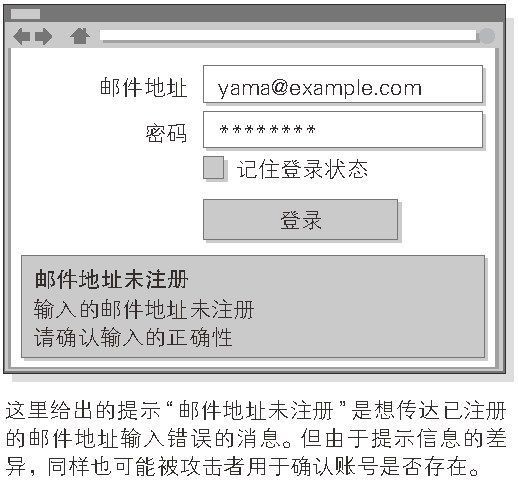 邮件地址 yama@example.com
密码 ********
记住登录状态
登录
邮件地址未注册
输入的邮件地址未注册
请确认输入的正确性
这里给出的提示“邮件地址未注册”是想传达已注册
的邮件地址输入错误的消息。但由于提示信息的差
异，同样也可能被攻击者用于确认账号是否存在。